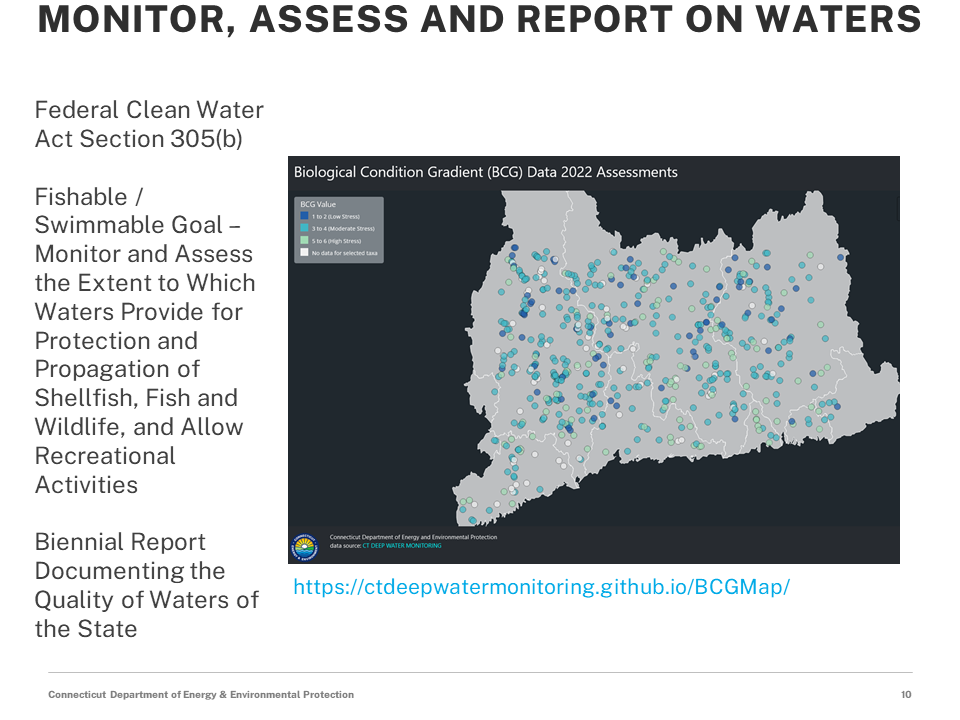 MONITOR, ASSESS AND REPORT ON WATERS
Federal Clean Water
Act Section 305(b)
Fishable /
Swimmable Goal –
Monitor and Assess
the Extent to Which
Waters Provide for
Protection and
Propagation of
Shellfish, Fish and
Wildlife, and Allow
Recreational
Activities
Biennial Report
Documenting the
Quality of Waters of
the State
Biological Condition Gradient (BCG) Data 2022 Assessments
BCG Value
1 to 2 (Low Stress)
3 to 4 (Moderate Stress)
5 to 6 (High Stress)
No data for selected taxa
Connecticut Department of Energy and Environmental Protection
data source: CT DEEP WATER MONITORING
https://ctdeepwatermonitoring.github.io/BCGMap/
Connecticut Department of Energy & Environmental Protection
10